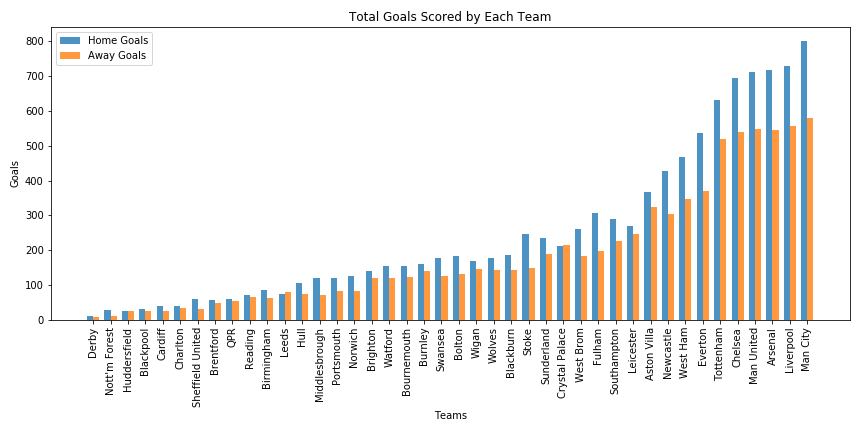 Total Goals Scored by Each Team
Home Goals
Away Goals
800
700
600
500
400
300
200
100
0
Goals
Derby
Nott'm Forest
Huddersfield
Blackpool
Cardiff
Charlton
Sheffield United
Brentford
QPR
Reading
Birmingham
Leeds
Hull
Middlesbrough
Portsmouth
Norwich
Brighton
Watford
Bournemouth
Burnley
Swansea
Bolton
Wigan
Wolves
Blackburn
Stoke
Sunderland
Crystal Palace
West Brom
Fulham
Southampton
Leicester
Aston Villa
Newcastle
West Ham
Everton
Tottenham
Chelsea
Man United
Arsenal
Liverpool
Man City
Teams